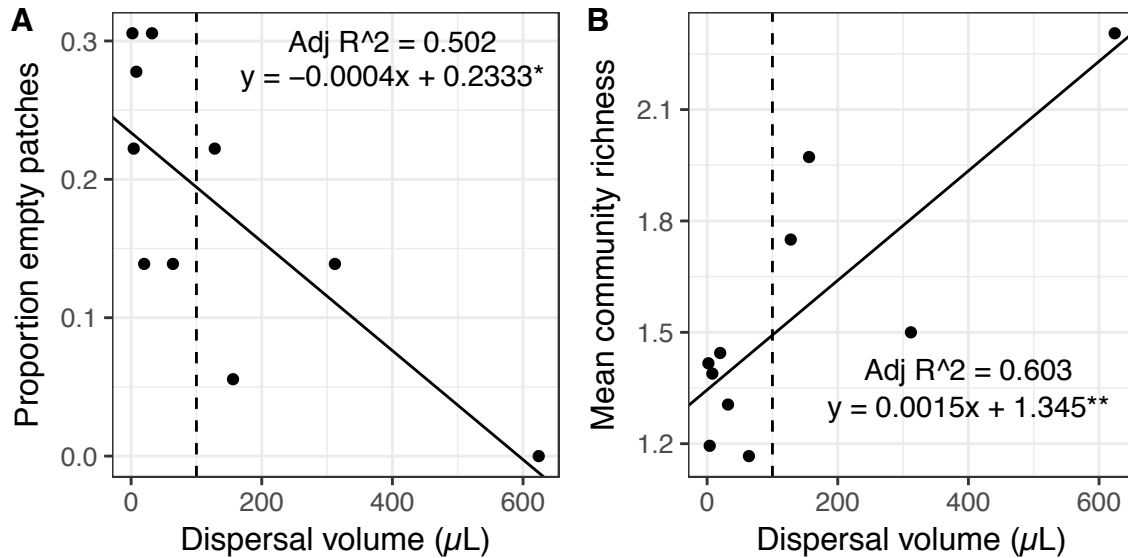 A
Adj R^2 = 0.502
y = −0.0004x + 0.2333*
Proportion empty patches
0.3
0.2
0.1
0.0
0
200
400
600
Dispersal volume (µL)
B
Adj R^2 = 0.603
y = 0.0015x + 1.345**
Mean community richness
2.1
1.8
1.5
1.2
0
200
400
600
Dispersal volume (µL)